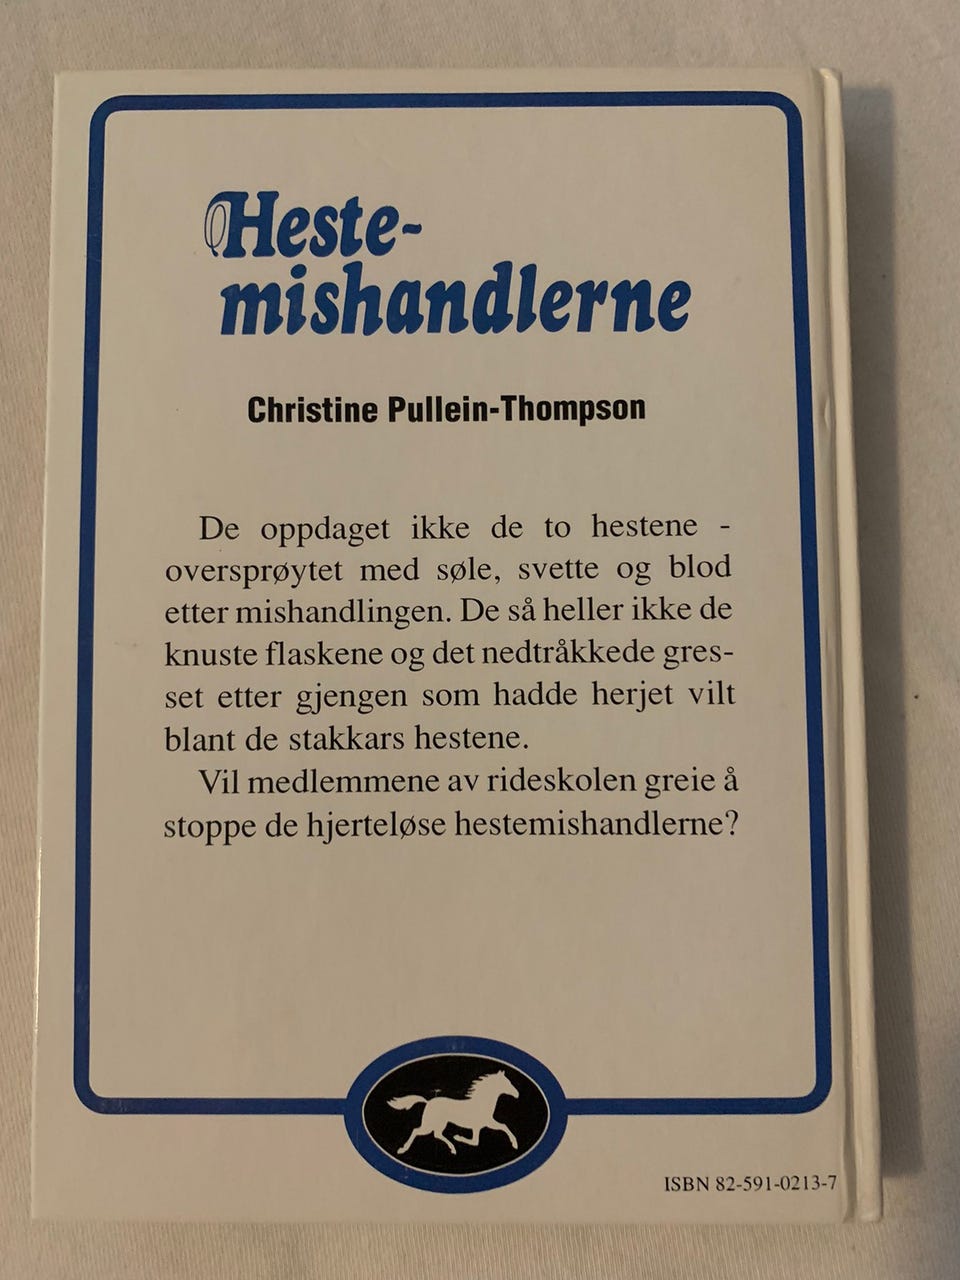 Heste-
mishandlerne
Christine Pullein-Thompson
De oppdaget ikke de to hestene -
oversprøytet med søle, svette og blod
etter mishandlingen. De så heller ikke de
knuste flaskene og det nedtråkkede gres-
set etter gjengen som hadde herjet vilt
blant de stakkars hestene.
Vil medlemmene av rideskolen greie å
stoppe de hjerteløse hestemishandlerne?
ISBN 82-591-0213-7